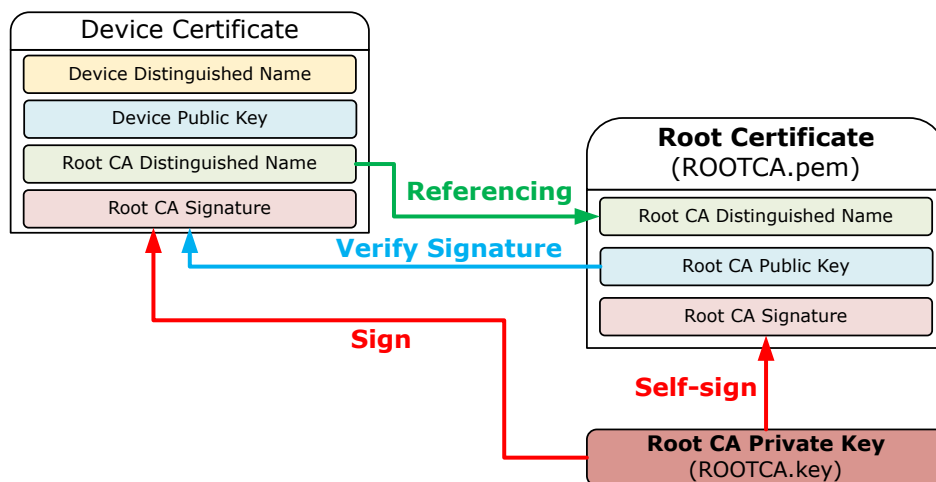 Device Certificate
Device Distinguished Name
Device Public Key
Root CA Distinguished Name
Root CA Signature
Root Certificate
(ROOTCA.pem)
Root CA Distinguished Name
Root CA Public Key
Root CA Signature
Referencing
Verify Signature
Sign
Self-sign
Root CA Private Key
(ROOTCA.key)